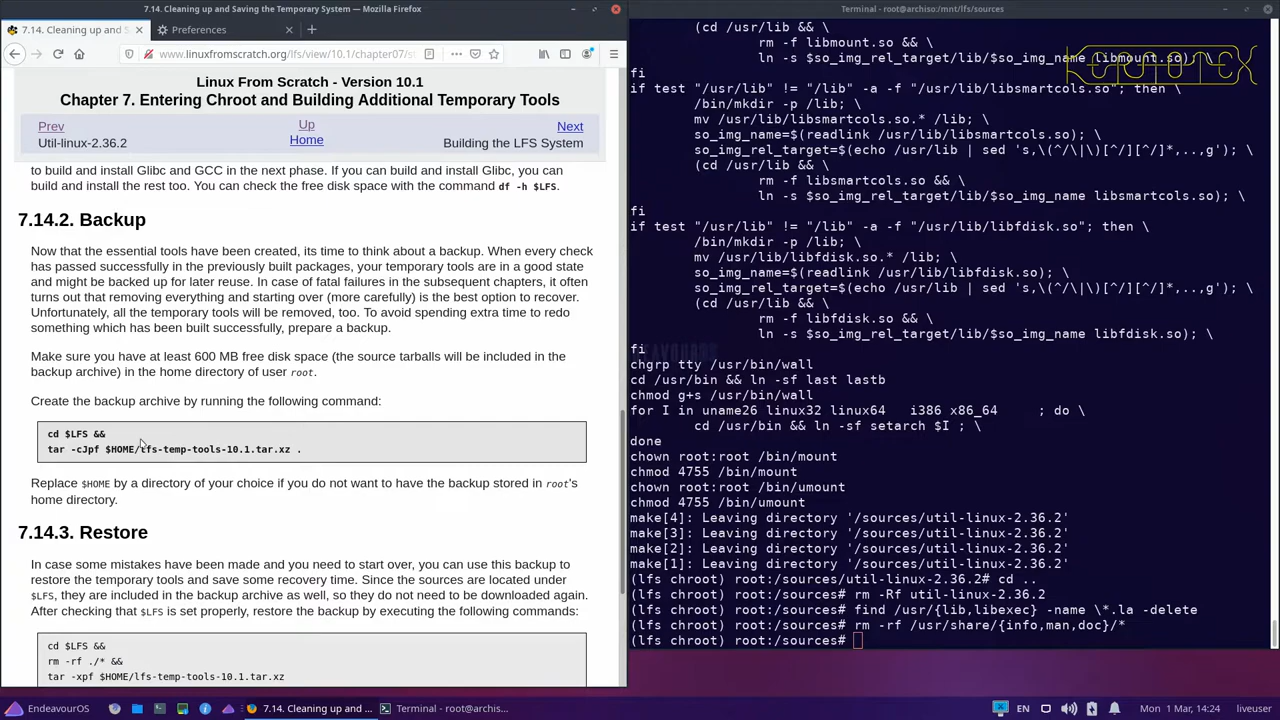 7.14. Cleaning up and Saving the Temporary System — Mozilla Firefox
7.14. Cleaning up and S
Preferences
www.linuxfromscratch.org/lfs/view/10.1/chapter07/st
Linux From Scratch - Version 10.1
Chapter 7. Entering Chroot and Building Additional Temporary Tools
Prev
Up
Next
Util-linux-2.36.2
Home
Building the LFS System
to build and install Glibc and GCC in the next phase. If you can build and install Glibc, you can
build and install the rest too. You can check the free disk space with the command df -h $LFS.
7.14.2. Backup
Now that the essential tools have been created, its time to think about a backup. When every check
has passed successfully in the previously built packages, your temporary tools are in a good state
and might be backed up for later reuse. In case of fatal failures in the subsequent chapters, it often
turns out that removing everything and starting over (more carefully) is the best option to recover.
Unfortunately, all the temporary tools will be removed, too. To avoid spending extra time to redo
something which has been built successfully, prepare a backup.
Make sure you have at least 600 MB free disk space (the source tarballs will be included in the
backup archive) in the home directory of user root.
Create the backup archive by running the following command:
cd $LFS &&
tar -cJpf $HOME/lfs-temp-tools-10.1.tar.xz .
Replace $HOME by a directory of your choice if you do not want to have the backup stored in root's
home directory.
7.14.3. Restore
In case some mistakes have been made and you need to start over, you can use this backup to
restore the temporary tools and save some recovery time. Since the sources are located under
$LFS, they are included in the backup archive as well, so they do not need to be downloaded again.
After checking that $LFS is set properly, restore the backup by executing the following commands:
cd $LFS &&
rm -rf ./* &&
tar -xpf $HOME/lfs-temp-tools-10.1.tar.xz
Terminal - root@archiso:/mnt/lfs/sources
(cd /usr/lib && \
rm -f libmount.so && \
ln -s $so_img_rel_target/lib/$so_img_name libmount.so); \
fi
if test "/usr/lib" != "/lib" -a -f "/usr/lib/libsmartcols.so"; then \
/bin/mkdir -p /lib; \
mv /usr/lib/libsmartcols.so.* /lib; \
so_img_name=$(readlink /usr/lib/libsmartcols.so); \
so_img_rel_target=$(echo /usr/lib | sed 's,\(^/\|\)[^/][^/]*,..,g'); \
(cd /usr/lib && \
rm -f libsmartcols.so && \
ln -s $so_img_rel_target/lib/$so_img_name libsmartcols.so); \
fi
if test "/usr/lib" != "/lib" -a -f "/usr/lib/libfdisk.so"; then \
/bin/mkdir -p /lib; \
mv /usr/lib/libfdisk.so.* /lib; \
so_img_name=$(readlink /usr/lib/libfdisk.so); \
so_img_rel_target=$(echo /usr/lib | sed 's,\(^/\|\)[^/][^/]*,..,g'); \
(cd /usr/lib && \
rm -f libfdisk.so && \
ln -s $so_img_rel_target/lib/$so_img_name libfdisk.so); \
fi
chgrp tty /usr/bin/wall
cd /usr/bin && ln -sf last lastb
chmod g+s /usr/bin/wall
for I in uname26 linux32 linux64   i386 x86_64    ; do \
cd /usr/bin && ln -sf setarch $I ; \
done
chown root:root /bin/mount
chmod 4755 /bin/mount
chown root:root /bin/umount
chmod 4755 /bin/umount
make[4]: Leaving directory '/sources/util-linux-2.36.2'
make[3]: Leaving directory '/sources/util-linux-2.36.2'
make[2]: Leaving directory '/sources/util-linux-2.36.2'
make[1]: Leaving directory '/sources/util-linux-2.36.2'
(lfs chroot) root:/sources/util-linux-2.36.2# cd ..
(lfs chroot) root:/sources# rm -Rf util-linux-2.36.2
(lfs chroot) root:/sources# find /usr/{lib,libexec} -name \*.la -delete
(lfs chroot) root:/sources# rm -rf /usr/share/{info,man,doc}/*
(lfs chroot) root:/sources#
EndeavourOS
7.14. Cleaning up and ...
Terminal - root@archis...
EN
Mon 1 Mar, 14:24
liveuser